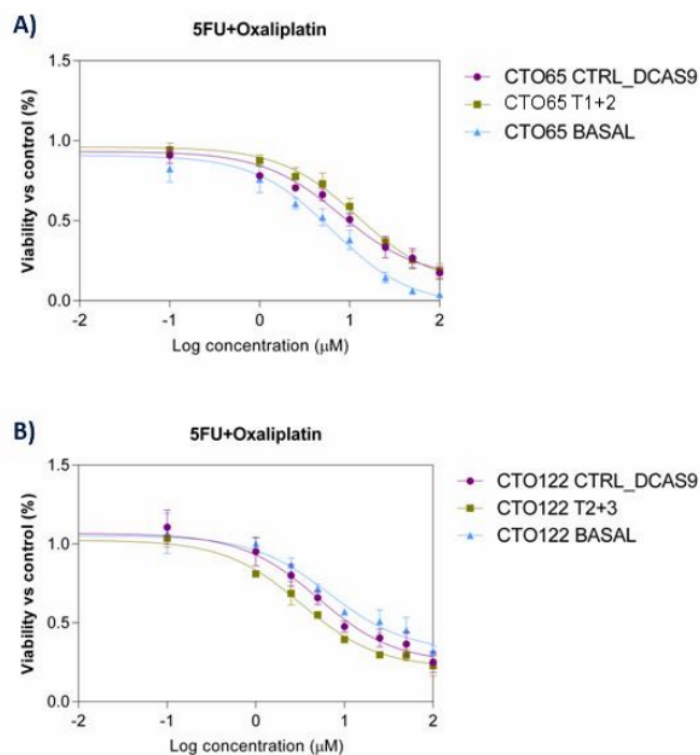 A)
5FU+Oxaliplatin
Viability vs control (%)
1.5
1.0
0.5
0.0
-2 -1 0 1 2
Log concentration (μM)
CTO65 CTRL_DCAS9
CTO65 T1+2
CTO65 BASAL
B)
5FU+Oxaliplatin
Viability vs control (%)
1.5
1.0
0.5
0.0
-2 -1 0 1 2
Log concentration (μM)
CTO122 CTRL_DCAS9
CTO122 T2+3
CTO122 BASAL